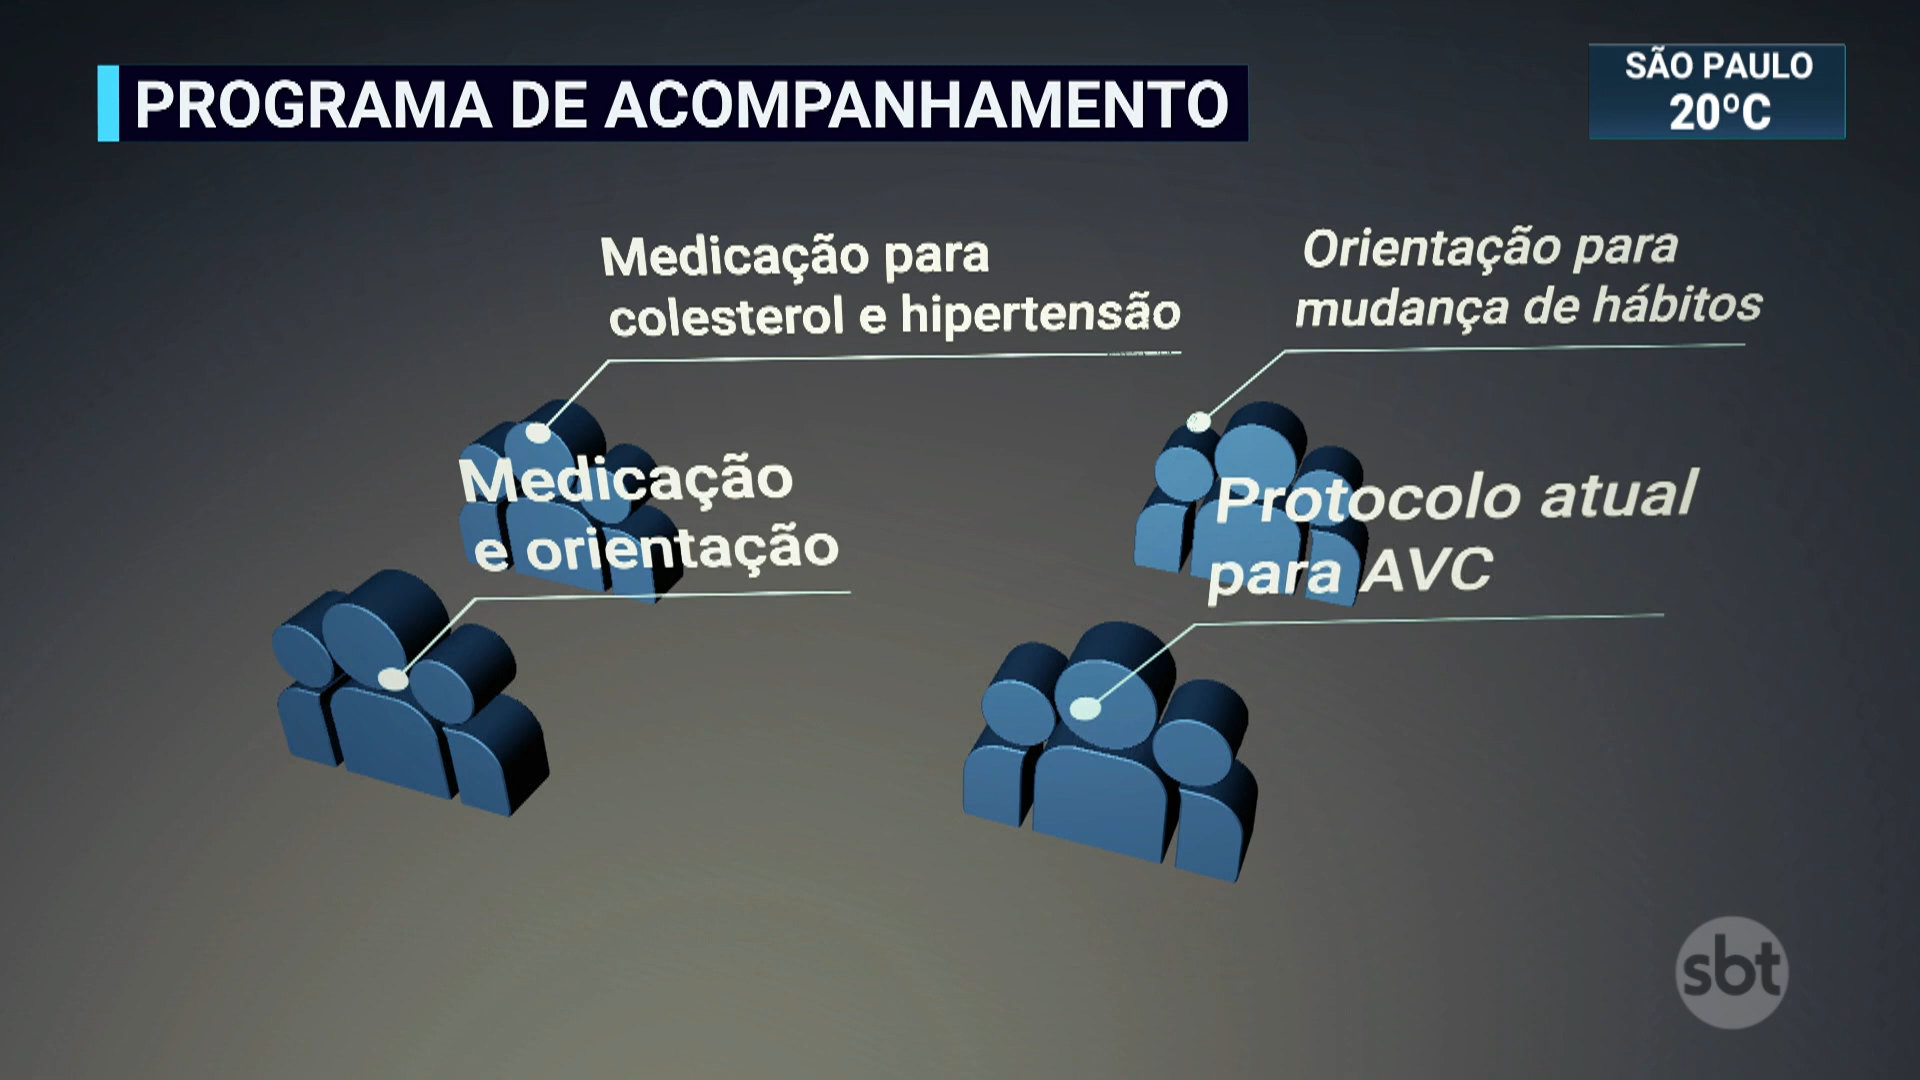 PROGRAMA DE ACOMPANHAMENTO
SÃO PAULO
20ºC
Medicação para
colesterol e hipertensão
Orientação para
mudança de hábitos
Medicação
e orientação
Protocolo atual
para AVC
sbt